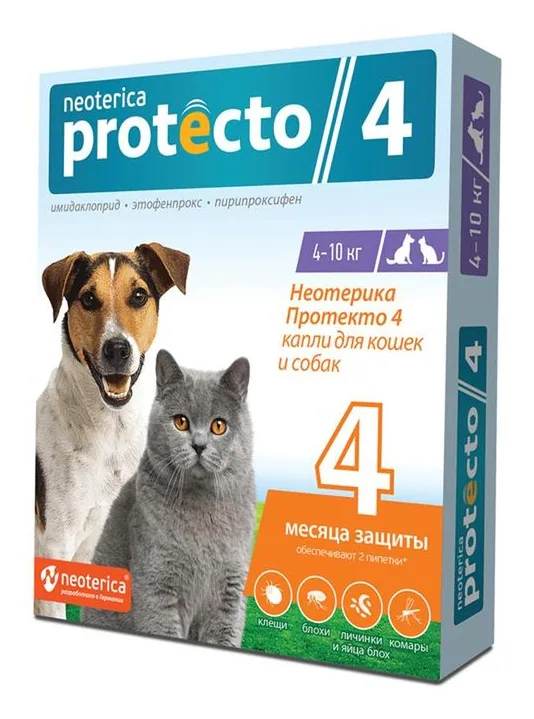 neoterica
protecto//4
имидаклоприд • этофенпрокс • пирипроксифен
4–10 кг
Неотерика
Протекто 4
капли для кошек
и собак
4
месяца защиты
обеспечивают 2 пипетки*
клещи
блохи
личинки
и яйца блох
комары
neoterica
разработано в Германии
4–10 кг
neoterica
protecto//4